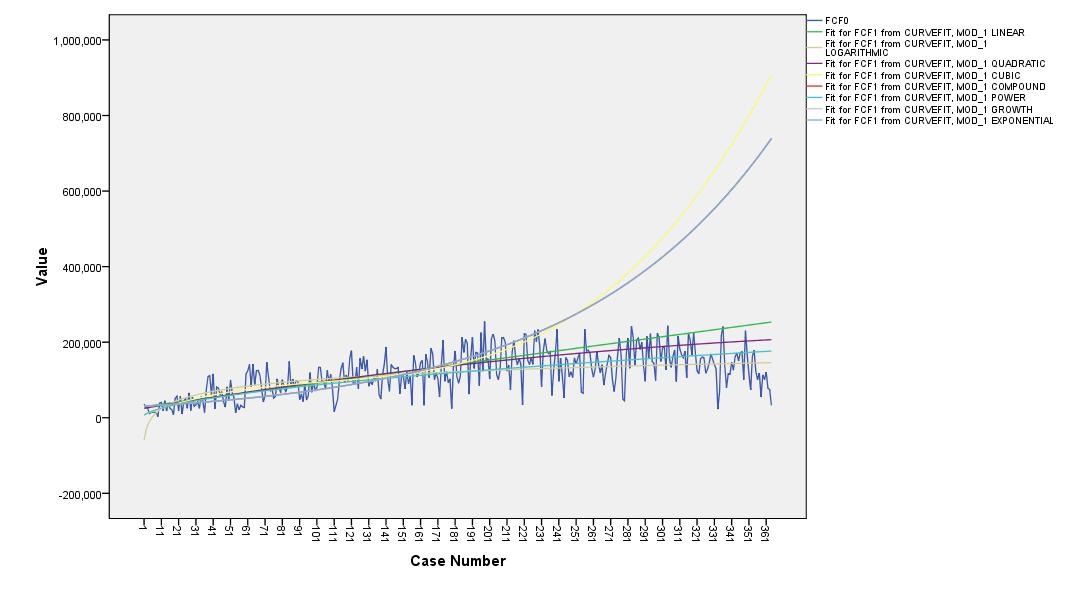 1,000,000
800,000
600,000
400,000
200,000
0
-200,000
Value
1 11 21 31 41 51 61 71 81 91 101 111 121 131 141 151 161 171 181 191 201 211 221 231 241 251 261 271 281 291 301 311 321 331 341 351 361
Case Number
FCF0
Fit for FCF1 from CURVEFIT, MOD_1 LINEAR
Fit for FCF1 from CURVEFIT, MOD_1
LOGARITHMIC
Fit for FCF1 from CURVEFIT, MOD_1 QUADRATIC
Fit for FCF1 from CURVEFIT, MOD_1 CUBIC
Fit for FCF1 from CURVEFIT, MOD_1 COMPOUND
Fit for FCF1 from CURVEFIT, MOD_1 POWER
Fit for FCF1 from CURVEFIT, MOD_1 GROWTH
Fit for FCF1 from CURVEFIT, MOD_1 EXPONENTIAL